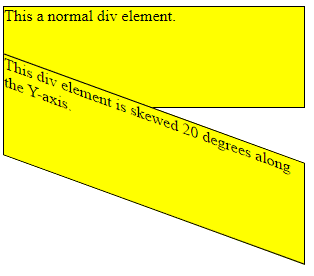 This a normal div element.
This div element is skewed 20 degrees along
the Y-axis.